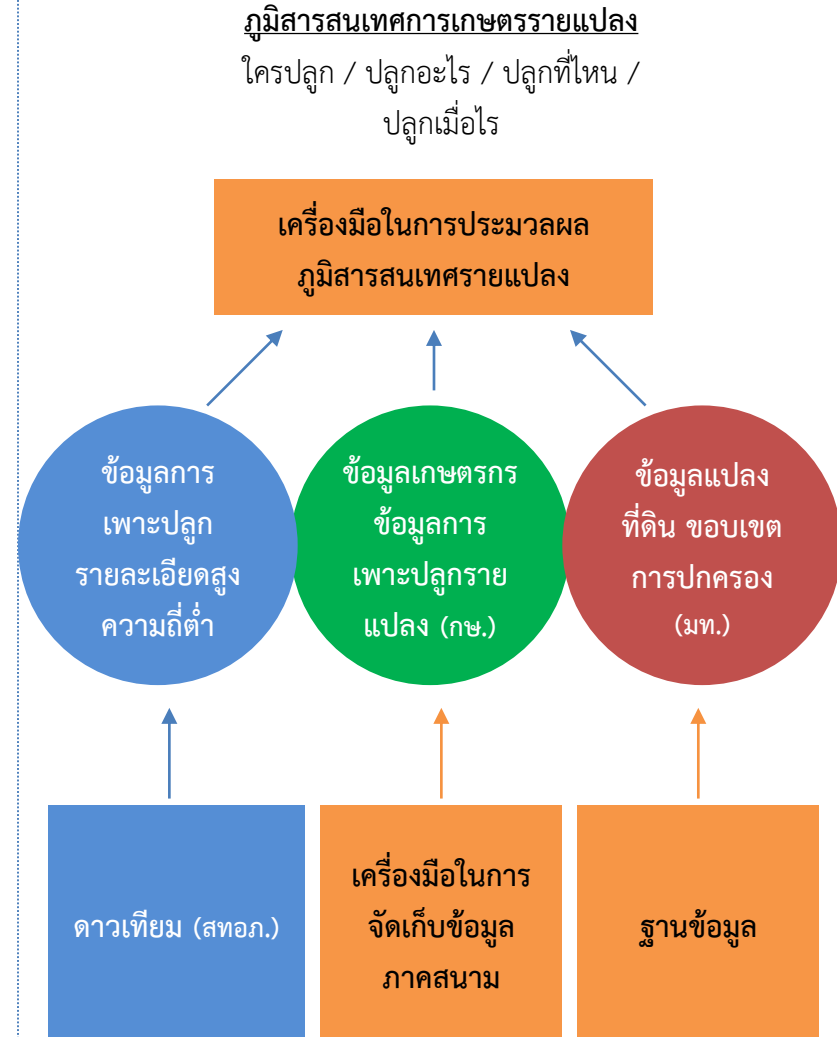 ภูมิสารสนเทศการเกษตรรายแปลง
ใครปลูก / ปลูกอะไร / ปลูกที่ไหน /
ปลูกเมื่อไร
เครื่องมือในการประมวลผล
ภูมิสารสนเทศรายแปลง
ข้อมูลการ
เพาะปลูก
รายละเอียดสูง
ความถี่ต่ำ
ข้อมูลเกษตรกร
ข้อมูลการ
เพาะปลูกราย
แปลง (กษ.)
ข้อมูลแปลง
ที่ดิน ขอบเขต
การปกครอง
(มท.)
ดาวเทียม (สทอภ.)
เครื่องมือในการ
จัดเก็บข้อมูล
ภาคสนาม
ฐานข้อมูล